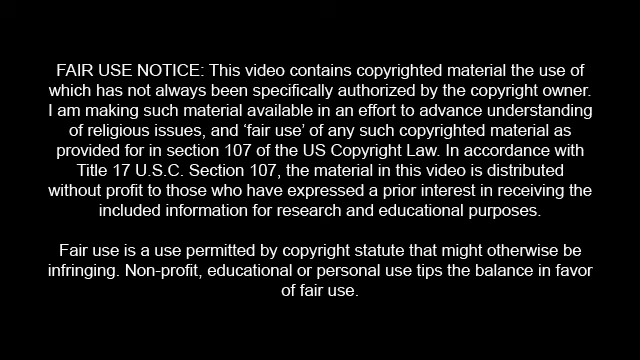 FAIR USE NOTICE: This video contains copyrighted material the use of
which has not always been specifically authorized by the copyright owner.
I am making such material available in an effort to advance understanding
of religious issues, and ‘fair use’ of any such copyrighted material as
provided for in section 107 of the US Copyright Law. In accordance with
Title 17 U.S.C. Section 107, the material in this video is distributed
without profit to those who have expressed a prior interest in receiving the
included information for research and educational purposes.
Fair use is a use permitted by copyright statute that might otherwise be
infringing. Non-profit, educational or personal use tips the balance in favor
of fair use.